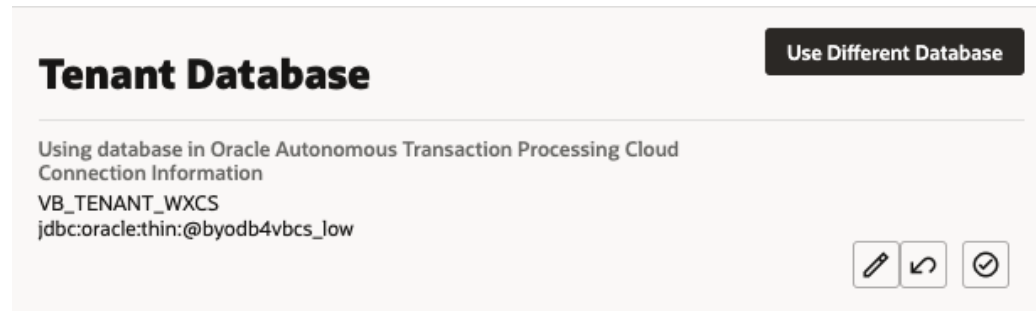 Tenant Database
Use Different Database
Using database in Oracle Autonomous Transaction Processing Cloud
Connection Information
VB_TENANT_WXCS
jdbc:oracle:thin:@byodb4vbcs_low